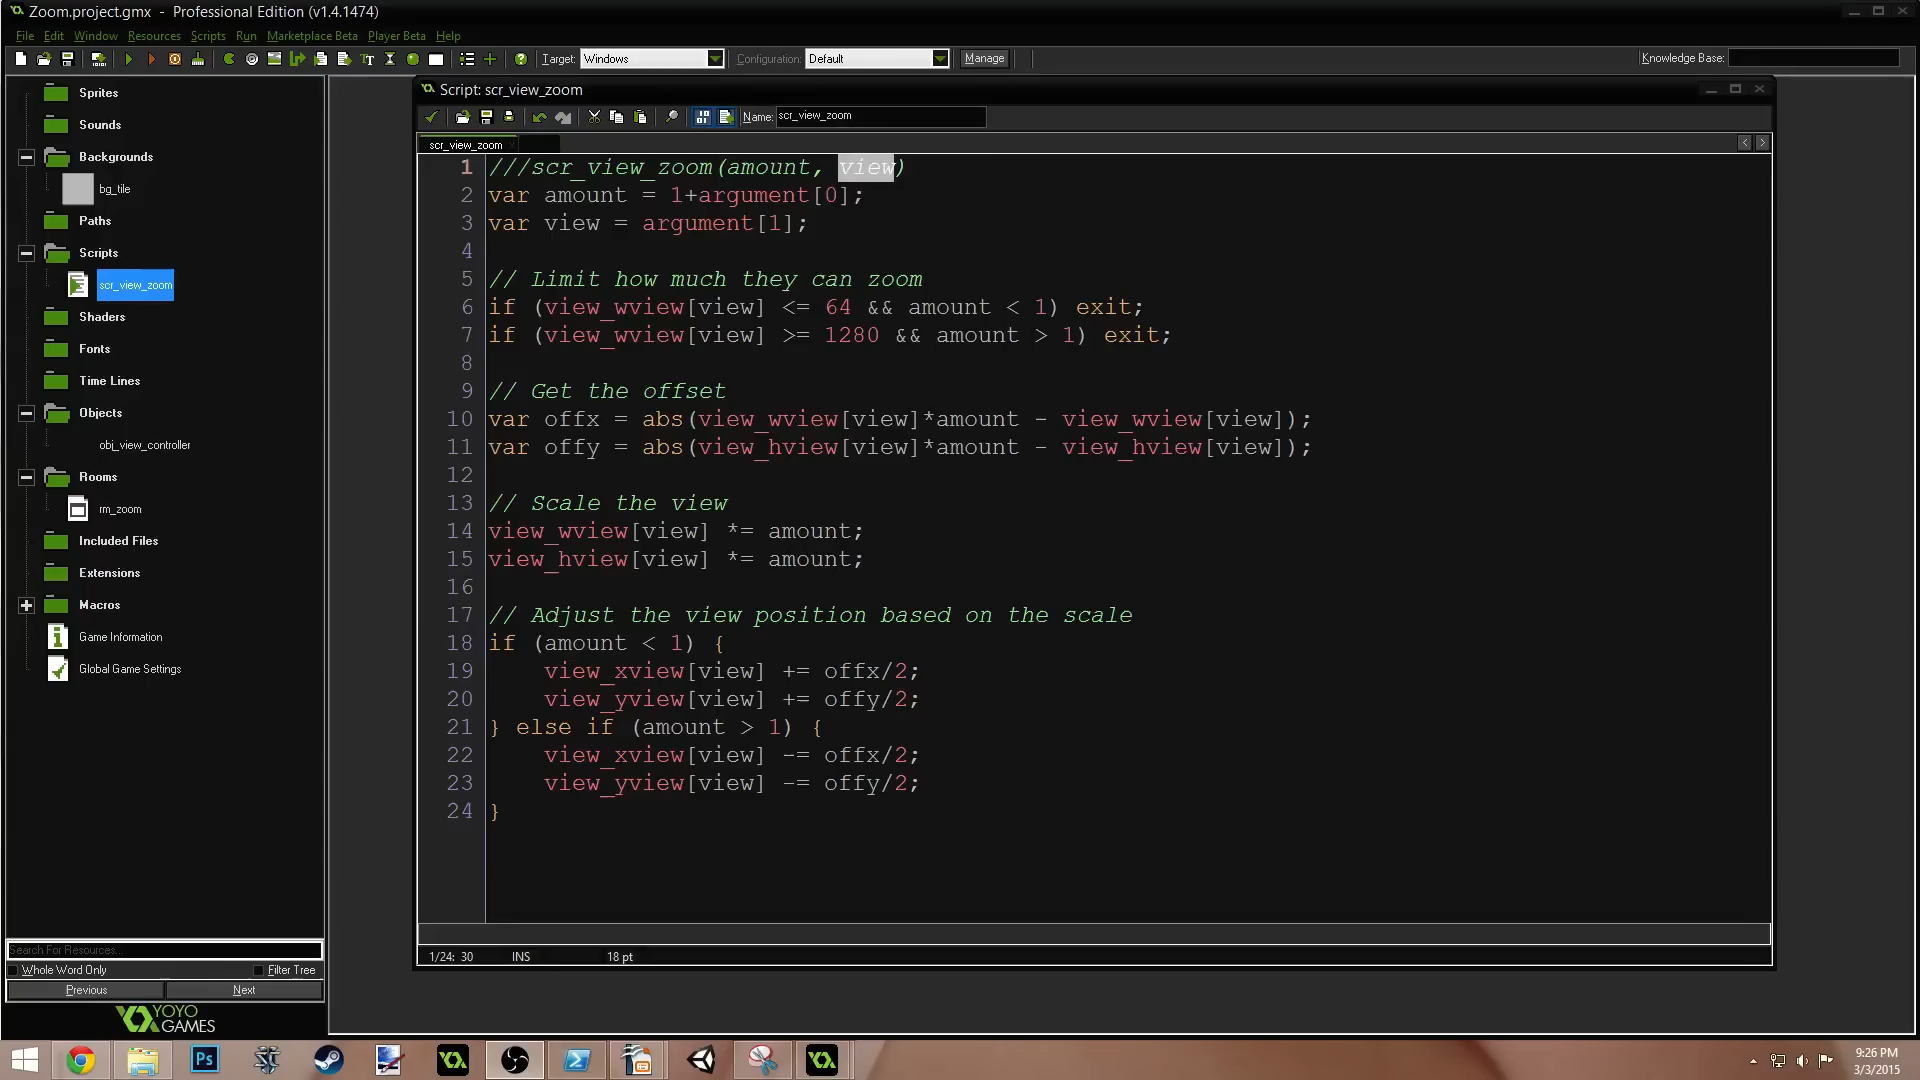 Zoom.project.gmx - Professional Edition (v1.4.1474)
File Edit Window Resources Scripts Run Marketplace Beta Player Beta Help
Target: Windows Configuration: Default Manage Knowledge Base:
Sprites
Sounds
Backgrounds
bg_tile
Paths
Scripts
scr_view_zoom
Shaders
Fonts
Time Lines
Objects
obj_view_controller
Rooms
rm_zoom
Included Files
Extensions
Macros
Game Information
Global Game Settings
Search For Resources...
Whole Word Only Filter Tree
Previous Next
YOYO
GAMES
Script: scr_view_zoom
Name: scr_view_zoom
scr_view_zoom
1 ///scr_view_zoom(amount, view)
2 var amount = 1+argument[0];
3 var view = argument[1];
4
5 // Limit how much they can zoom
6 if (view_wview[view] <= 64 && amount < 1) exit;
7 if (view_wview[view] >= 1280 && amount > 1) exit;
8
9 // Get the offset
10 var offx = abs(view_wview[view]*amount - view_wview[view]);
11 var offy = abs(view_hview[view]*amount - view_hview[view]);
12
13 // Scale the view
14 view_wview[view] *= amount;
15 view_hview[view] *= amount;
16
17 // Adjust the view position based on the scale
18 if (amount < 1) {
19 view_xview[view] += offx/2;
20 view_yview[view] += offy/2;
21 } else if (amount > 1) {
22 view_xview[view] -= offx/2;
23 view_yview[view] -= offy/2;
24 }
1/24: 30 INS 18 pt
Ps
9:26 PM
3/3/2015